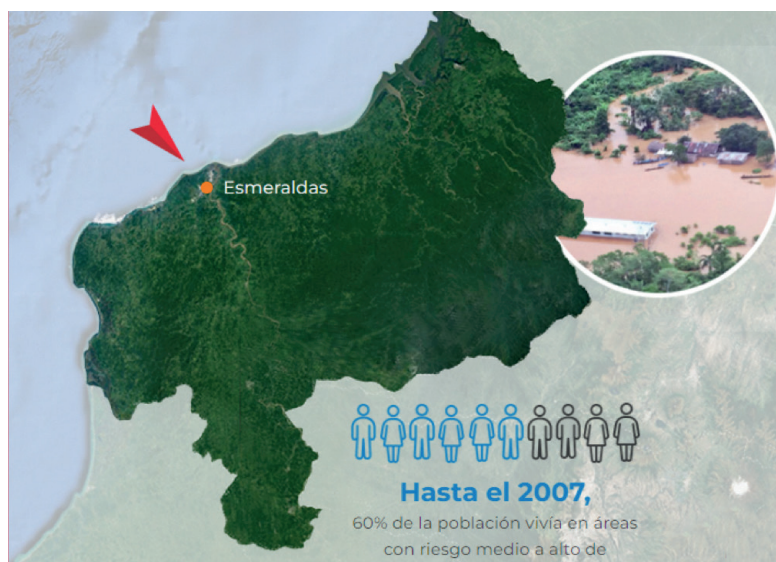 Esmeraldas
Hasta el 2007,
60% de la población vivía en áreas
con riesgo medio a alto de